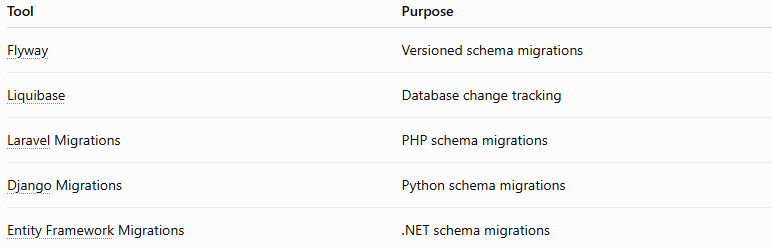 Tool Purpose
Flyway Versioned schema migrations
Liquibase Database change tracking
Laravel Migrations PHP schema migrations
Django Migrations Python schema migrations
Entity Framework Migrations .NET schema migrations